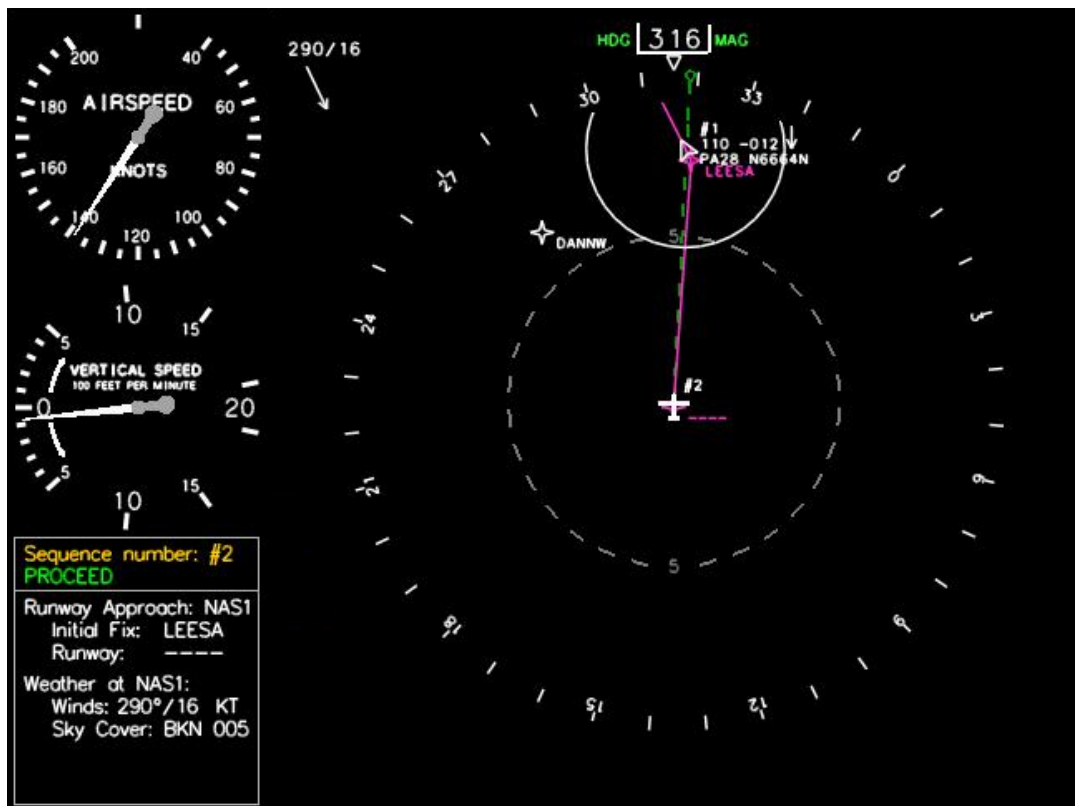 200
40
180
AIRSPEED
60
160
KNOTS
80
140
100
120
10
15
5
VERTICAL SPEED
100 FEET PER MINUTE
0
20
5
15
10
Sequence number: #2
PROCEED
Runway Approach: NAS1
Initial Fix: LEESA
Runway: ----
Weather at NAS1:
Winds: 290°/16 KT
Sky Cover: BKN 005
290/16
HDG 316 MAG
30
33
#1
110 -012 ↓
PA28 N6664N
LEESA
27
0
DANNW
5
24
3
#2
----
21
6
5
18
9
15
12